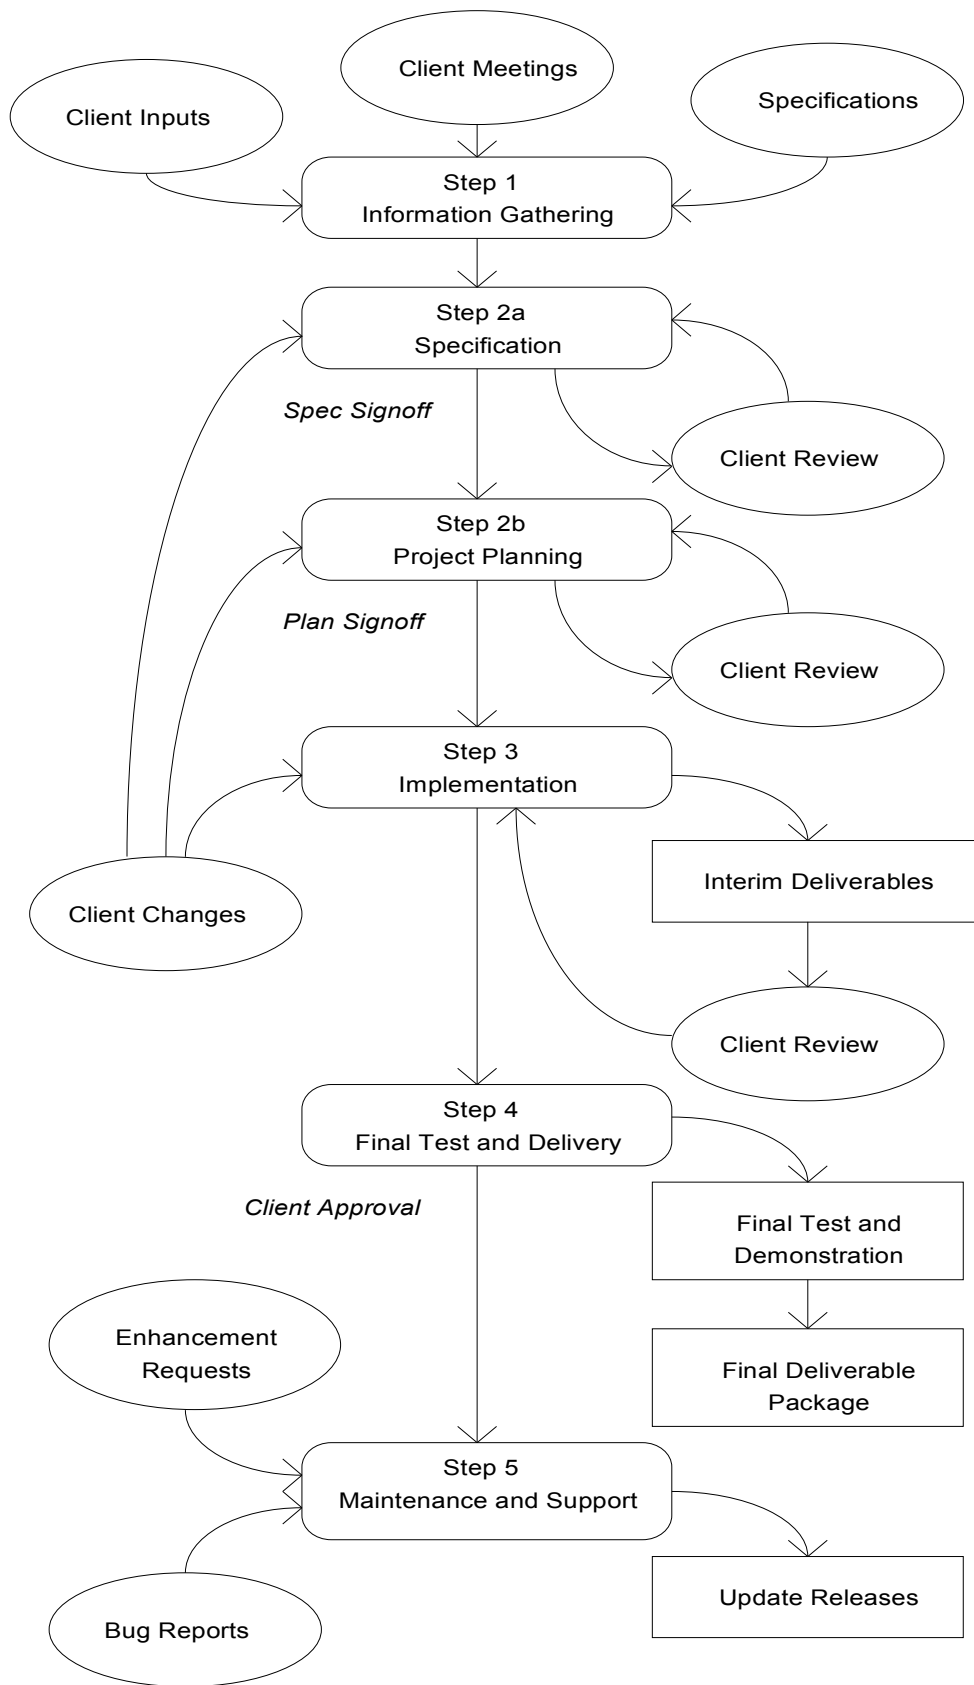 Client Meetings
Client Inputs
Specifications
Step 1
Information Gathering
Step 2a
Specification
Spec Signoff
Client Review
Step 2b
Project Planning
Plan Signoff
Client Review
Step 3
Implementation
Interim Deliverables
Client Changes
Client Review
Step 4
Final Test and Delivery
Client Approval
Final Test and
Demonstration
Enhancement
Requests
Final Deliverable
Package
Step 5
Maintenance and Support
Update Releases
Bug Reports